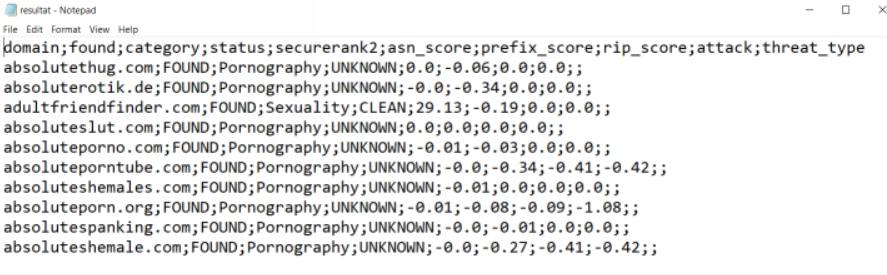 resultat - Notepad
File Edit Format View Help
domain;found;category;status;securerank2;asn_score;prefix_score;rip_score;attack;threat_type
absolutethug.com;FOUND;Pornography;UNKNOWN;0.0;-0.06;0.0;0.0;;
absoluterotik.de;FOUND;Pornography;UNKNOWN;-0.0;-0.34;0.0;0.0;;
adultfriendfinder.com;FOUND;Sexuality;CLEAN;29.13;-0.19;0.0;0.0;;
absoluteslut.com;FOUND;Pornography;UNKNOWN;0.0;0.0;0.0;0.0;;
absoluteporno.com;FOUND;Pornography;UNKNOWN;-0.01;-0.03;0.0;0.0;;
absoluteporntube.com;FOUND;Pornography;UNKNOWN;-0.0;-0.34;-0.41;-0.42;;
absoluteshemales.com;FOUND;Pornography;UNKNOWN;-0.01;0.0;0.0;0.0;;
absoluteporn.org;FOUND;Pornography;UNKNOWN;-0.01;-0.08;-0.09;-1.08;;
absolutespanking.com;FOUND;Pornography;UNKNOWN;-0.0;-0.01;0.0;0.0;;
absoluteshemale.com;FOUND;Pornography;UNKNOWN;-0.0;-0.27;-0.41;-0.42;;